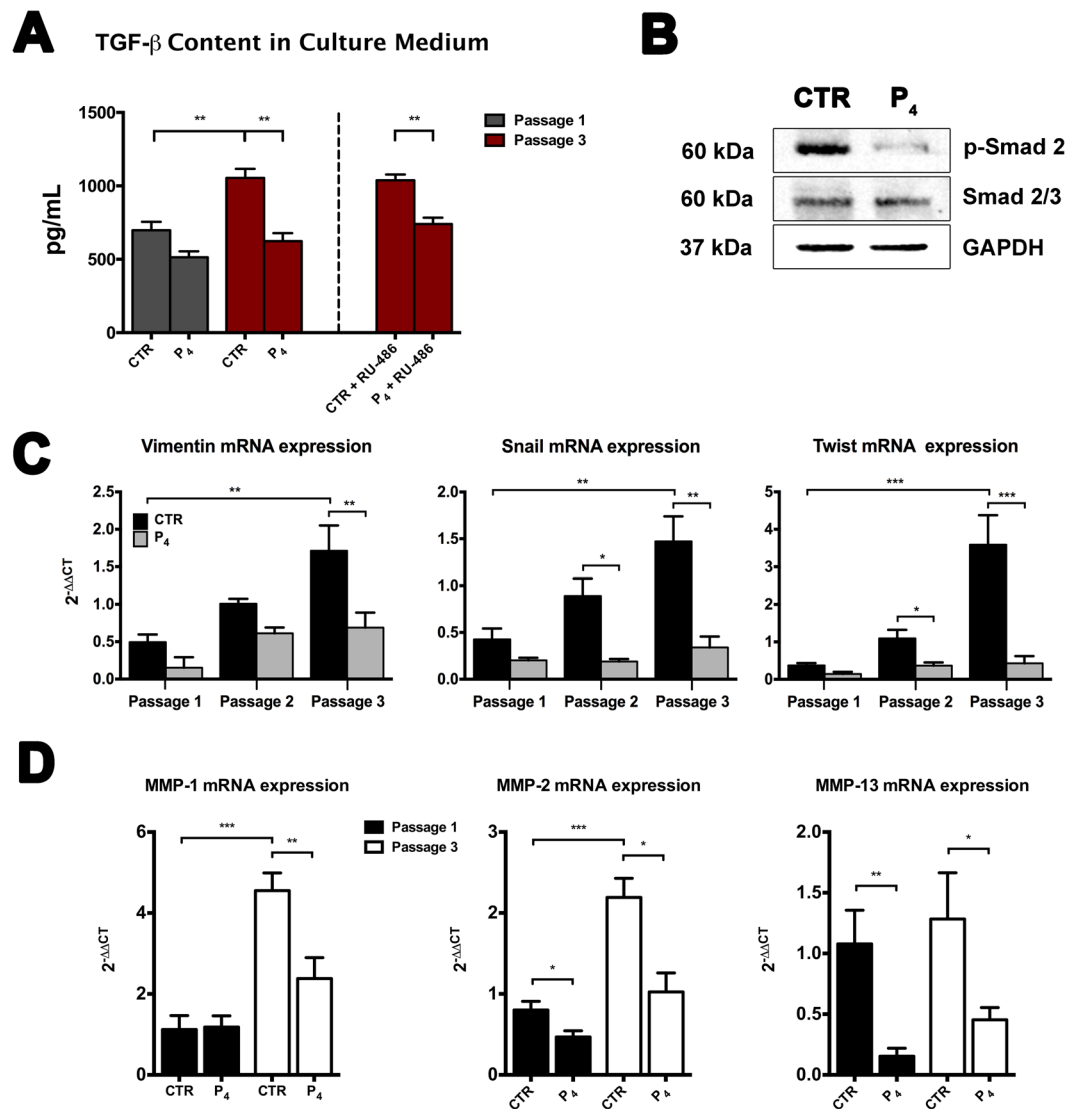 A
TGF-β Content in Culture Medium
pg/mL
1500
1000
500
0
**
**
**
Passage 1
Passage 3
CTR
P4
CTR
P4
CTR + RU-486
P4 + RU-486
B
CTR
P4
60 kDa
p-Smad 2
60 kDa
Smad 2/3
37 kDa
GAPDH
C
Vimentin mRNA expression
2-ΔΔCT
2.5
2.0
1.5
1.0
0.5
0.0
**
**
CTR
P4
Passage 1
Passage 2
Passage 3
Snail mRNA expression
2.0
1.5
1.0
0.5
0.0
**
**
*
Passage 1
Passage 2
Passage 3
Twist mRNA expression
5
4
3
2
1
0
***
***
*
Passage 1
Passage 2
Passage 3
D
MMP-1 mRNA expression
2-ΔΔCT
6
4
2
0
***
**
Passage 1
Passage 3
CTR
P4
CTR
P4
MMP-2 mRNA expression
2-ΔΔCT
3
2
1
0
***
*
*
CTR
P4
CTR
P4
MMP-13 mRNA expression
2-ΔΔCT
2.0
1.5
1.0
0.5
0.0
**
*
CTR
P4
CTR
P4